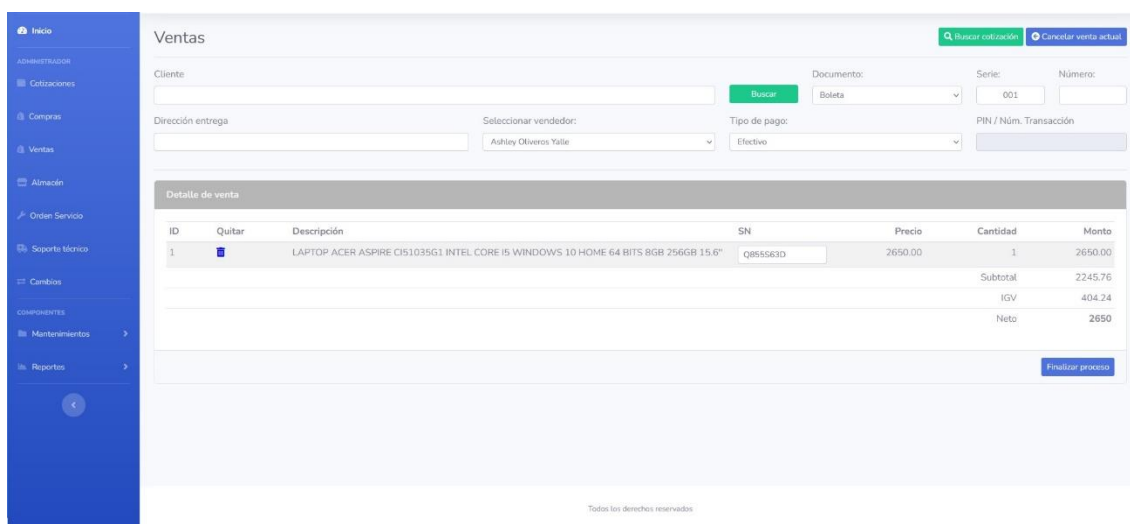 Inicio
ADMINISTRADOR
Cotizaciones
Compras
Ventas
Almacén
Orden Servicio
Soporte técnico
Cambios
COMPONENTES
Mantenimientos
Reportes
Ventas
Buscar cotización
Cancelar venta actual
Cliente
Documento: Serie: Número:
Buscar Boleta 001
Dirección entrega Seleccionar vendedor: Tipo de pago: PIN / Núm. Transacción
Ashley Oliveros Yalle Efectivo
Detalle de venta
ID Quitar Descripción SN Precio Cantidad Monto
1 LAPTOP ACER ASPIRE CI51035G1 INTEL CORE I5 WINDOWS 10 HOME 64 BITS 8GB 256GB 15.6" Q855S63D 2650.00 1 2650.00
Subtotal 2245.76
IGV 404.24
Neto 2650
Finalizar proceso
Todos los derechos reservados